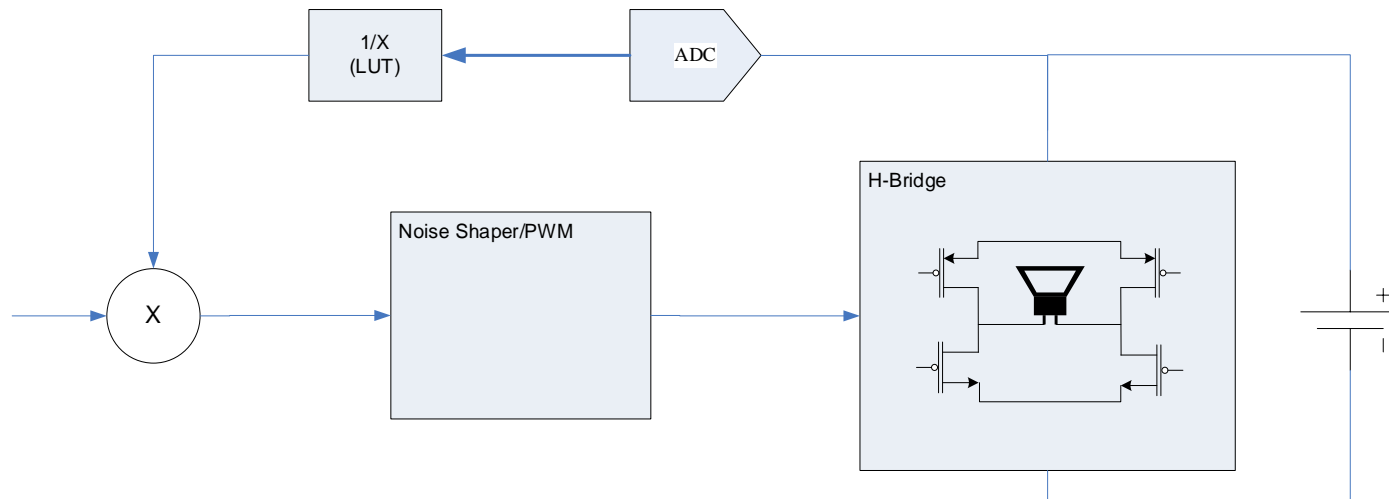 1/X
(LUT)
ADC
H-Bridge
Noise Shaper/PWM
X
+
−